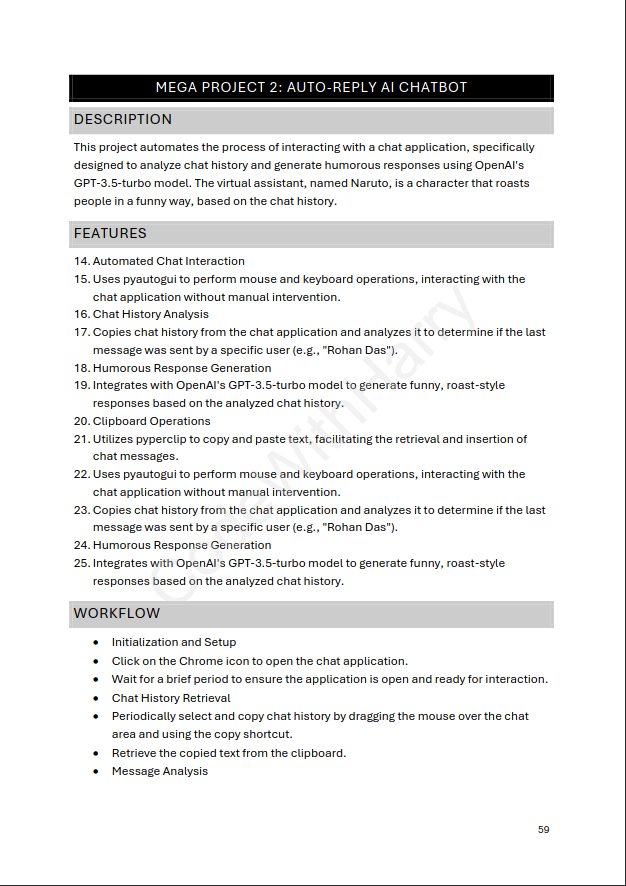 MEGA PROJECT 2: AUTO-REPLY AI CHATBOT
DESCRIPTION
This project automates the process of interacting with a chat application, specifically
designed to analyze chat history and generate humorous responses using OpenAI's
GPT-3.5-turbo model. The virtual assistant, named Naruto, is a character that roasts
people in a funny way, based on the chat history.
FEATURES
14. Automated Chat Interaction
15. Uses pyautogui to perform mouse and keyboard operations, interacting with the
chat application without manual intervention.
16. Chat History Analysis
17. Copies chat history from the chat application and analyzes it to determine if the last
message was sent by a specific user (e.g., "Rohan Das").
18. Humorous Response Generation
19. Integrates with OpenAI's GPT-3.5-turbo model to generate funny, roast-style
responses based on the analyzed chat history.
20. Clipboard Operations
21. Utilizes pyperclip to copy and paste text, facilitating the retrieval and insertion of
chat messages.
22. Uses pyautogui to perform mouse and keyboard operations, interacting with the
chat application without manual intervention.
23. Copies chat history from the chat application and analyzes it to determine if the last
message was sent by a specific user (e.g., "Rohan Das").
24. Humorous Response Generation
25. Integrates with OpenAI's GPT-3.5-turbo model to generate funny, roast-style
responses based on the analyzed chat history.
WORKFLOW
• Initialization and Setup
• Click on the Chrome icon to open the chat application.
• Wait for a brief period to ensure the application is open and ready for interaction.
• Chat History Retrieval
• Periodically select and copy chat history by dragging the mouse over the chat
area and using the copy shortcut.
• Retrieve the copied text from the clipboard.
• Message Analysis
59
CodeWithHarry